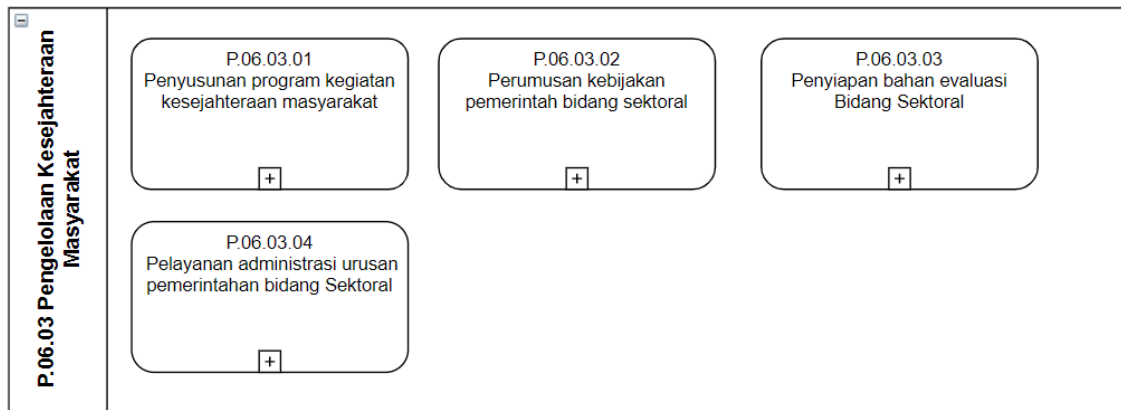 P.06.03 Pengelolaan Kesejahteraan
Masyarakat
P.06.03.01
Penyusunan program kegiatan
kesejahteraan masyarakat
P.06.03.02
Perumusan kebijakan
pemerintah bidang sektoral
P.06.03.03
Penyiapan bahan evaluasi
Bidang Sektoral
P.06.03.04
Pelayanan administrasi urusan
pemerintahan bidang Sektoral